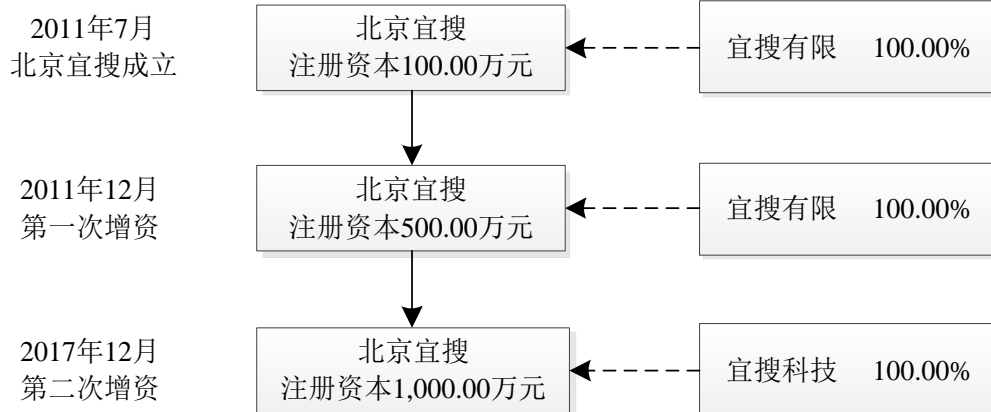 2011年7月
北京宜搜成立
北京宜搜
注册资本100.00万元
宜搜有限 100.00%
2011年12月
第一次增资
北京宜搜
注册资本500.00万元
宜搜有限 100.00%
2017年12月
第二次增资
北京宜搜
注册资本1,000.00万元
宜搜科技 100.00%